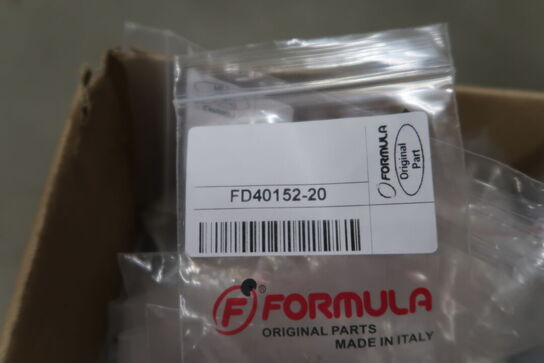 FORMULA
Original
Part
FD40152-20
FORMULA
ORIGINAL PARTS
MADE IN ITALY